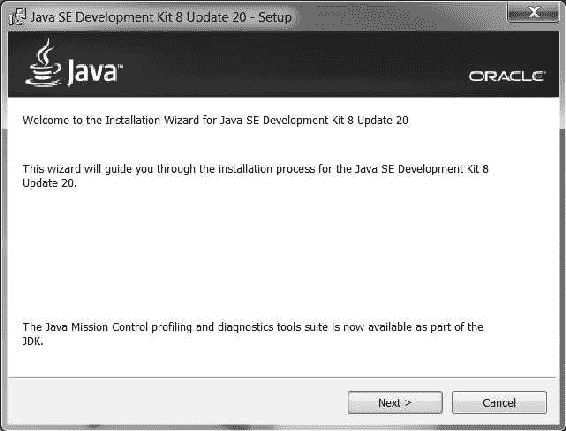 Java SE Development Kit 8 Update 20 - Setup
Java™
ORACLE
Welcome to the Installation Wizard for Java SE Development Kit 8 Update 20
This wizard will guide you through the installation process for the Java SE Development Kit 8
Update 20.
The Java Mission Control profiling and diagnostics tools suite is now available as part of the
JDK.
Next >
Cancel